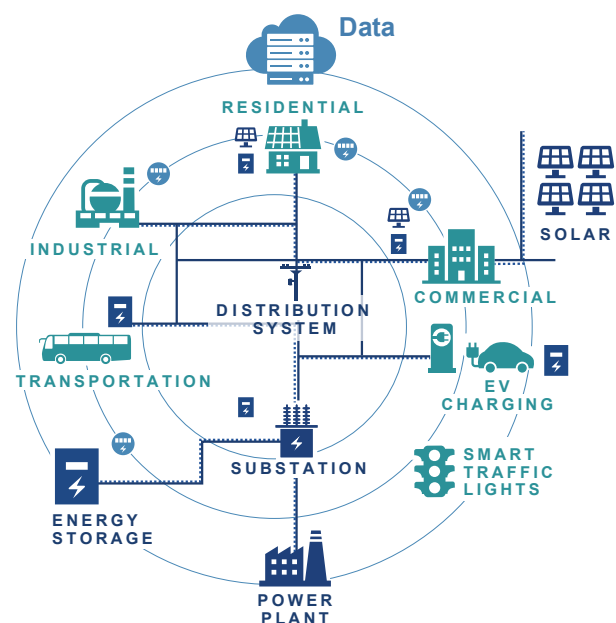 Data
RESIDENTIAL
INDUSTRIAL
SOLAR
COMMERCIAL
DISTRIBUTION
SYSTEM
TRANSPORTATION
EV
CHARGING
SUBSTATION
SMART
TRAFFIC
LIGHTS
ENERGY
STORAGE
POWER
PLANT